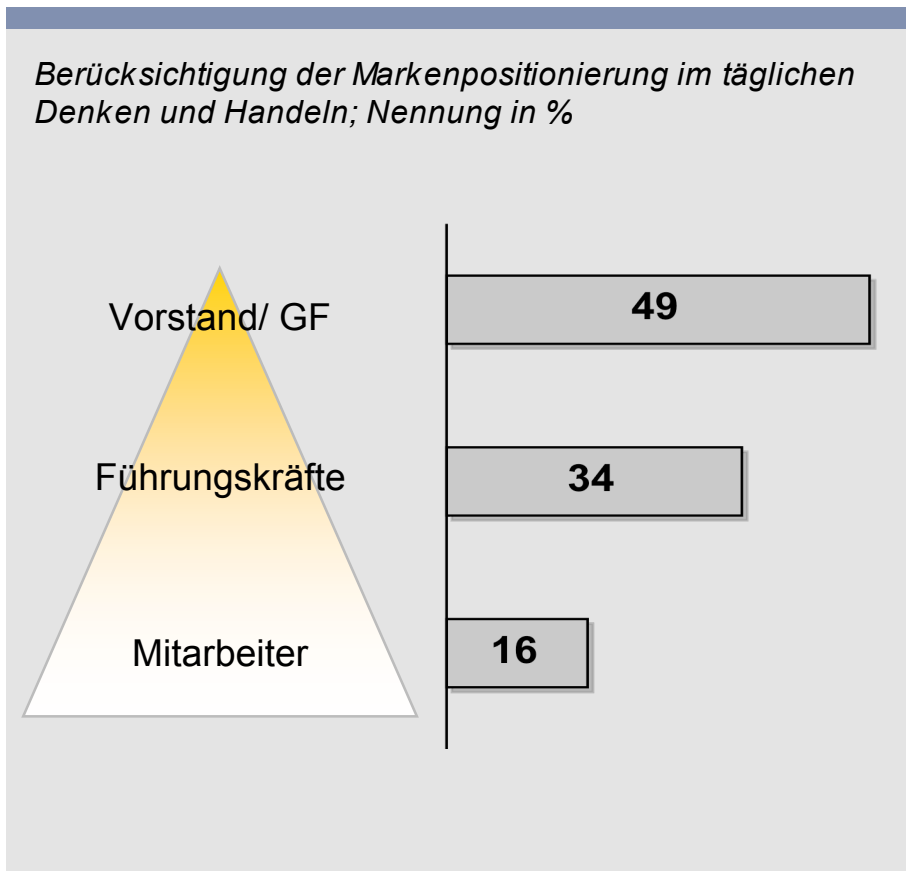 Berücksichtigung der Markenpositionierung im täglichen
Denken und Handeln; Nennung in %
Vorstand/ GF
49
Führungskräfte
34
Mitarbeiter
16